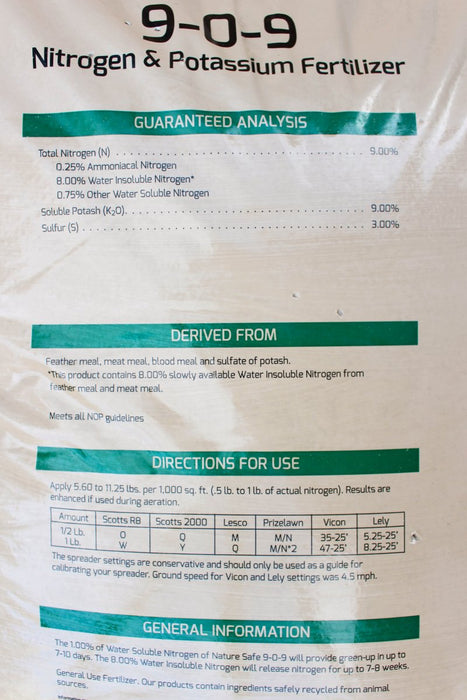 9-0-9
Nitrogen & Potassium Fertilizer
GUARANTEED ANALYSIS
Total Nitrogen (N) . . . . . . . . . . . . . . . . . . . . . . . . . . . . . . . . . . . . . . 9.00%
0.25% Ammoniacal Nitrogen
8.00% Water Insoluble Nitrogen*
0.75% Other Water Soluble Nitrogen
Soluble Potash (K₂O). . . . . . . . . . . . . . . . . . . . . . . . . . . . . . . . . . . . 9.00%
Sulfur (S) . . . . . . . . . . . . . . . . . . . . . . . . . . . . . . . . . . . . . . . . . . . . 3.00%
DERIVED FROM
Feather meal, meat meal, blood meal and sulfate of potash.
*This product contains 8.00% slowly available Water Insoluble Nitrogen from
feather meal and meat meal.
Meets all NOP guidelines
DIRECTIONS FOR USE
Apply 5.60 to 11.25 lbs. per 1,000 sq. ft. (.5 lb. to 1 lb. of actual nitrogen). Results are
enhanced if used during aeration.
Amount Scotts R8 Scotts 2000 Lesco Prizelawn Vicon Lely
1/2 Lb. O Q M M/N 35-25' 5.25-25'
1 Lb. W Y Q M/N*2 47-25' 8.25-25'
The spreader settings are conservative and should only be used as a guide for
calibrating your spreader. Ground speed for Vicon and Lely settings was 4.5 mph.
GENERAL INFORMATION
The 1.00% of Water Soluble Nitrogen of Nature Safe 9-0-9 will provide green-up in up to
7-10 days. The 8.00% Water Insoluble Nitrogen will release nitrogen for up to 7-8 weeks.
General Use Fertilizer. Our products contain ingredients safely recycled from animal
sources.